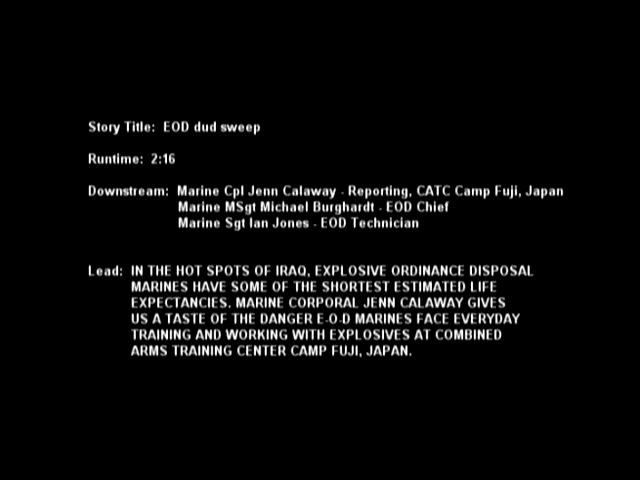 Story Title: EOD dud sweep
Runtime: 2:16
Downstream: Marine Cpl Jenn Calaway - Reporting, CATC Camp Fuji, Japan
Marine MSgt Michael Burghardt - EOD Chief
Marine Sgt Ian Jones - EOD Technician
Lead: IN THE HOT SPOTS OF IRAQ, EXPLOSIVE ORDINANCE DISPOSAL
MARINES HAVE SOME OF THE SHORTEST ESTIMATED LIFE
EXPECTANCIES. MARINE CORPORAL JENN CALAWAY GIVES
US A TASTE OF THE DANGER E-O-D MARINES FACE EVERYDAY
TRAINING AND WORKING WITH EXPLOSIVES AT COMBINED
ARMS TRAINING CENTER CAMP FUJI, JAPAN.